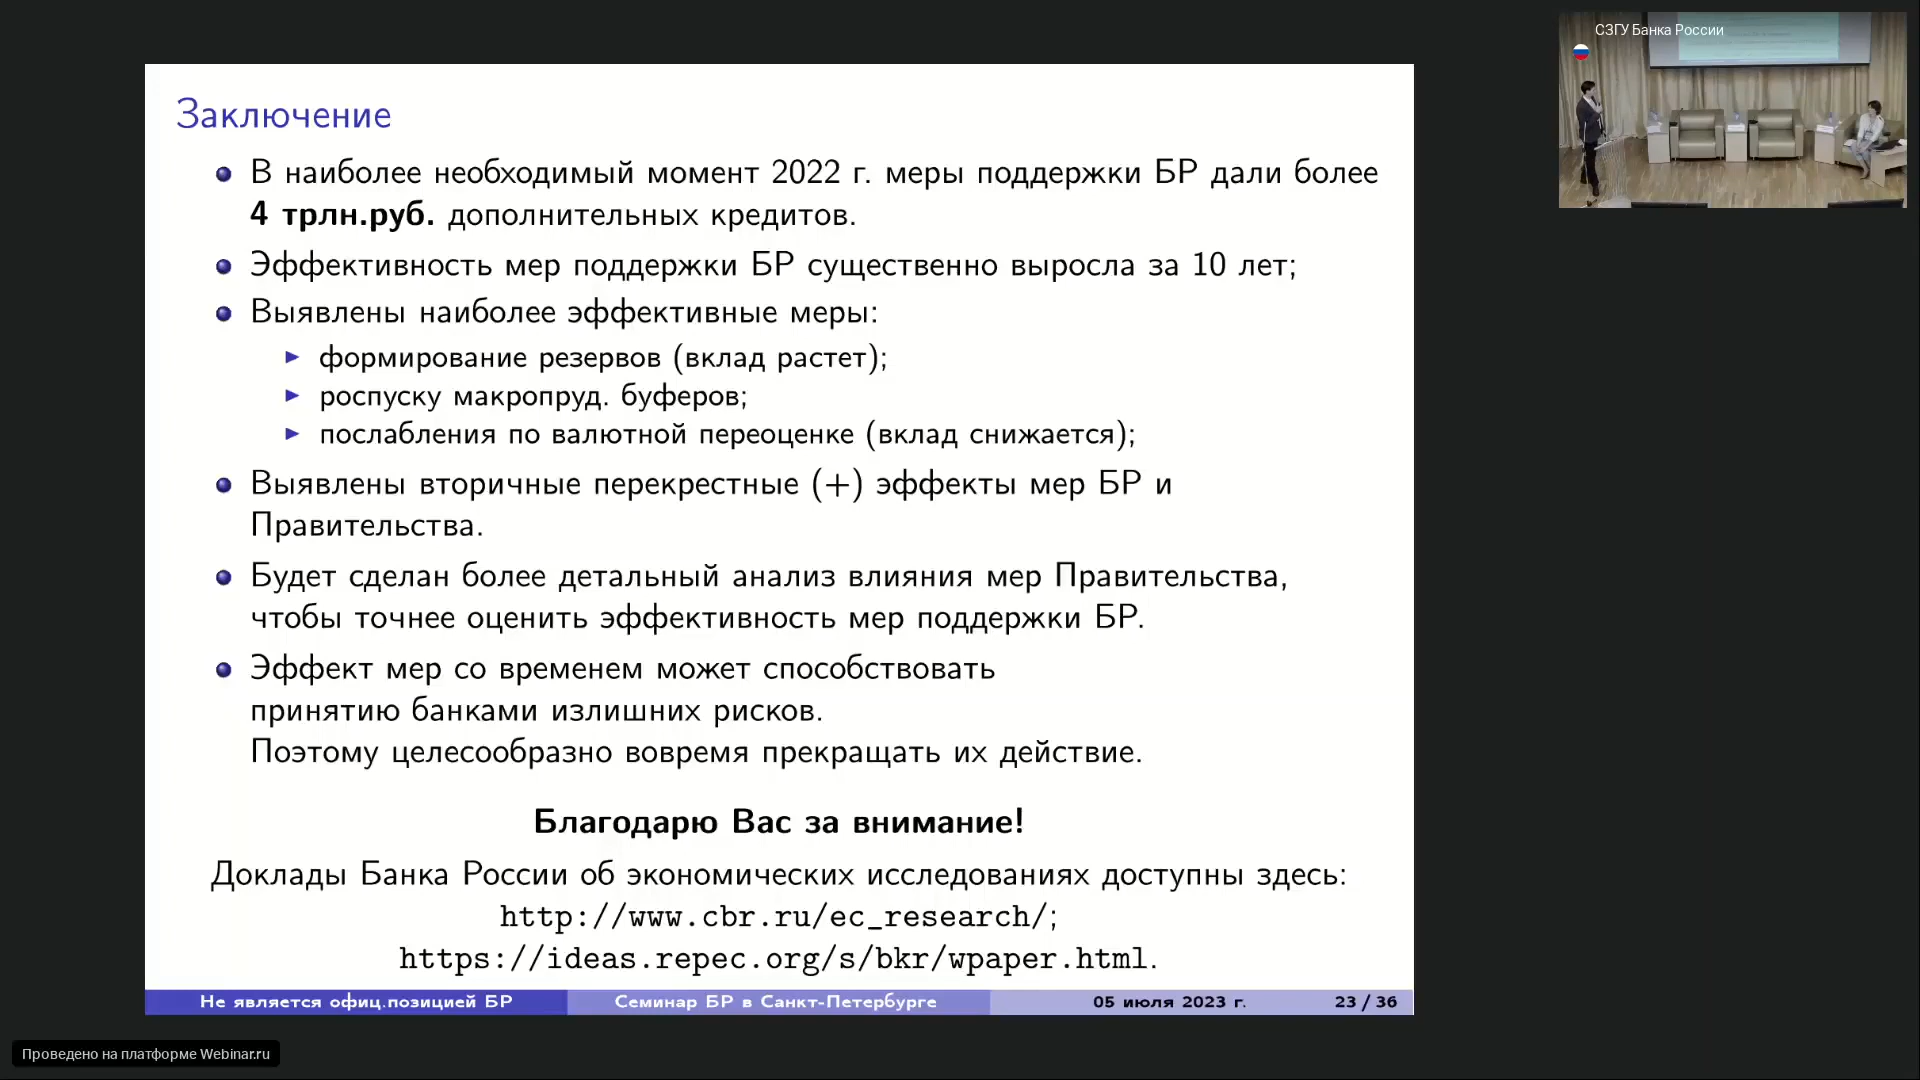 СЗГУ Банка России
Заключение
В наиболее необходимый момент 2022 г. меры поддержки БР дали более
4 трлн.руб. дополнительных кредитов.
Эффективность мер поддержки БР существенно выросла за 10 лет;
Выявлены наиболее эффективные меры:
формирование резервов (вклад растет);
роспуску макропруд. буферов;
послабления по валютной переоценке (вклад снижается);
Выявлены вторичные перекрестные (+) эффекты мер БР и
Правительства.
Будет сделан более детальный анализ влияния мер Правительства,
чтобы точнее оценить эффективность мер поддержки БР.
Эффект мер со временем может способствовать
принятию банками излишних рисков.
Поэтому целесообразно вовремя прекращать их действие.
Благодарю Вас за внимание!
Доклады Банка России об экономических исследованиях доступны здесь:
http://www.cbr.ru/ec_research/;
https://ideas.repec.org/s/bkr/wpaper.html.
Не является офиц.позицией БР Семинар БР в Санкт-Петербурге 05 июля 2023 г. 23 / 36
Проведено на платформе Webinar.ru